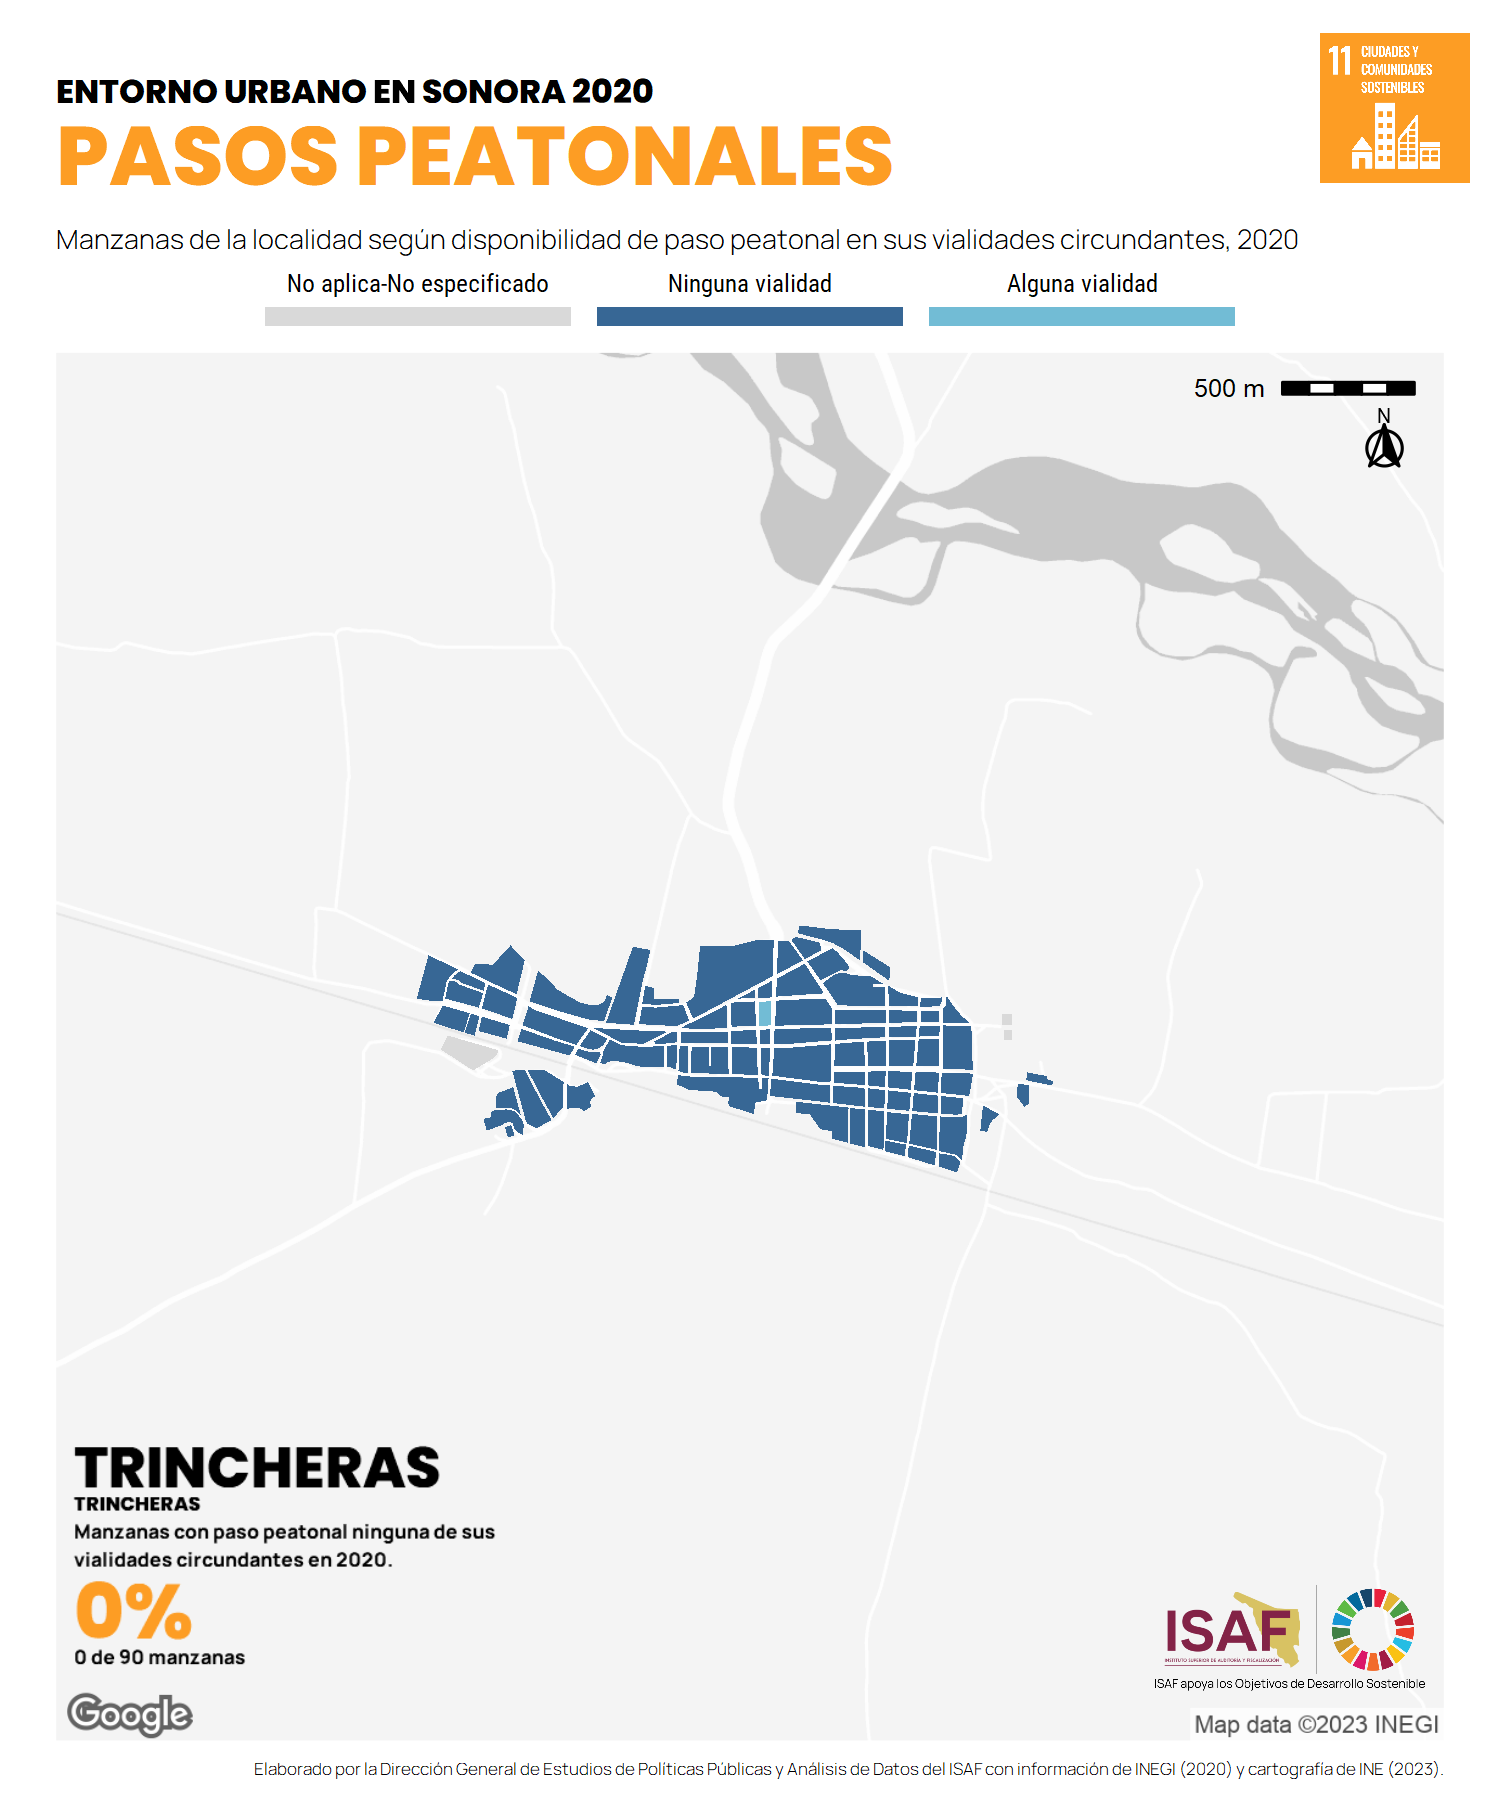 ENTORNO URBANO EN SONORA 2020
PASOS PEATONALES
11 CIUDADES Y
COMUNIDADES
SOSTENIBLES
Manzanas de la localidad según disponibilidad de paso peatonal en sus vialidades circundantes, 2020
No aplica-No especificado
Ninguna vialidad
Alguna vialidad
500 m
N
TRINCHERAS
TRINCHERAS
Manzanas con paso peatonal ninguna de sus
vialidades circundantes en 2020.
0%
0 de 90 manzanas
Google
ISAF
INSTITUTO SUPERIOR DE AUDITORÍA Y FISCALIZACIÓN
ISAF apoya los Objetivos de Desarrollo Sostenible
Map data ©2023 INEGI
Elaborado por la Dirección General de Estudios de Políticas Públicas y Análisis de Datos del ISAF con información de INEGI (2020) y cartografía de INE (2023).